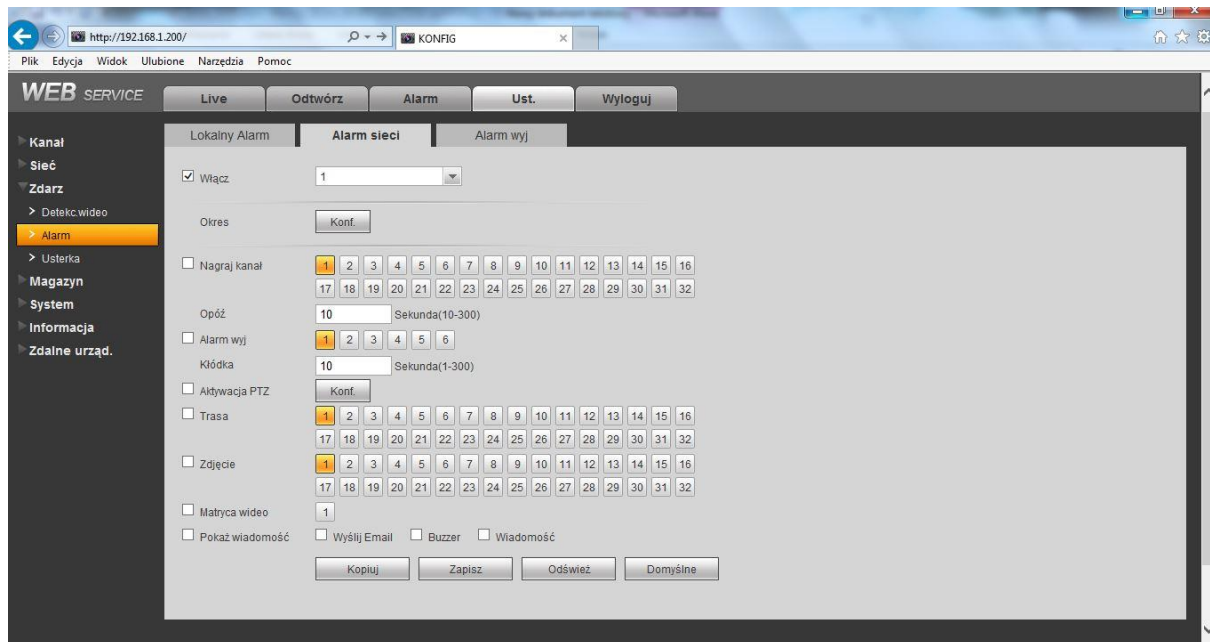 http://192.168.1.200/ KONFIG
Plik Edycja Widok Ulubione Narzędzia Pomoc
WEB SERVICE Live Odtwórz Alarm Ust. Wyloguj
Lokalny Alarm Alarm sieci Alarm wyj
Kanał
Sieć
Zdarz
Detekc.wideo
Alarm
Usterka
Magazyn
System
Informacja
Zdalne urząd.
Włącz 1
Okres Konf.
Nagraj kanał 1 2 3 4 5 6 7 8 9 10 11 12 13 14 15 16
17 18 19 20 21 22 23 24 25 26 27 28 29 30 31 32
Opóź 10 Sekunda(10-300)
Alarm wyj 1 2 3 4 5 6
Kłódka 10 Sekunda(1-300)
Aktywacja PTZ Konf.
Trasa 1 2 3 4 5 6 7 8 9 10 11 12 13 14 15 16
17 18 19 20 21 22 23 24 25 26 27 28 29 30 31 32
Zdjęcie 1 2 3 4 5 6 7 8 9 10 11 12 13 14 15 16
17 18 19 20 21 22 23 24 25 26 27 28 29 30 31 32
Matryca wideo 1
Pokaż wiadomość Wyślij Email Buzzer Wiadomość
Kopiuj Zapisz Odśwież Domyślne